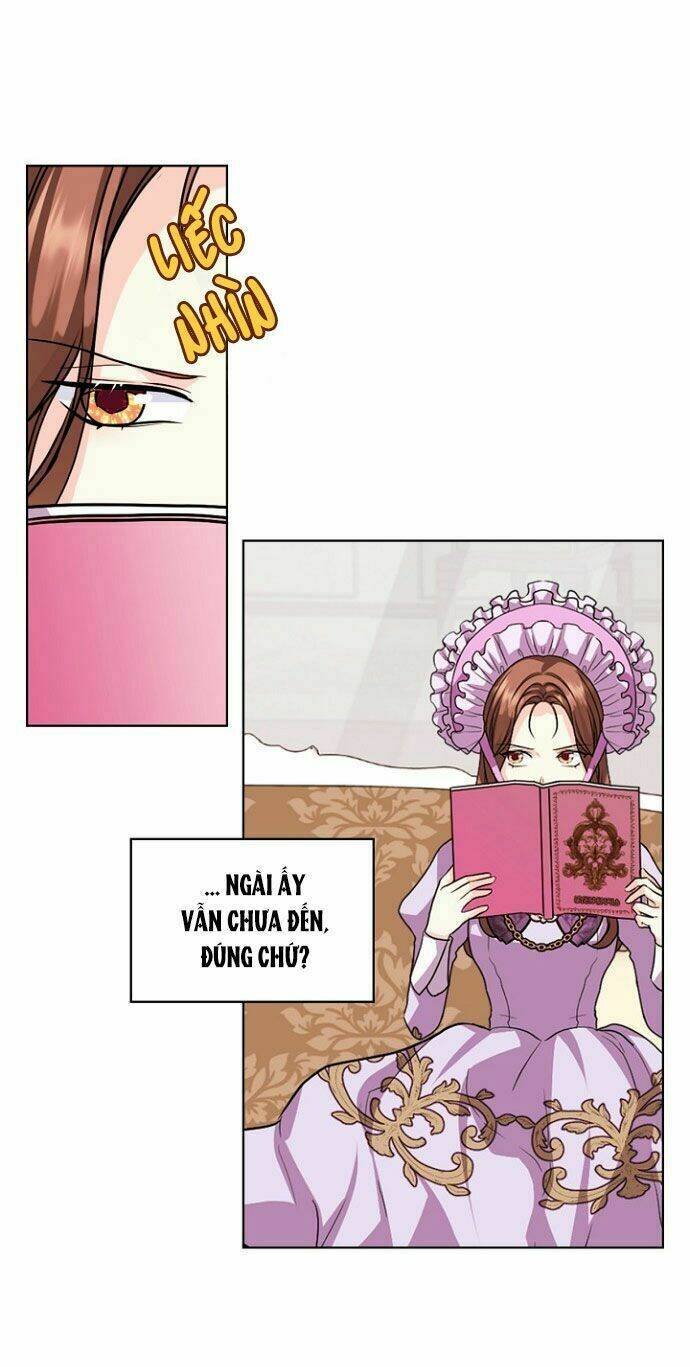 LIẾC
NHÌN
... NGÀI ẤY
VẪN CHƯA ĐẾN,
ĐÚNG CHỨ?